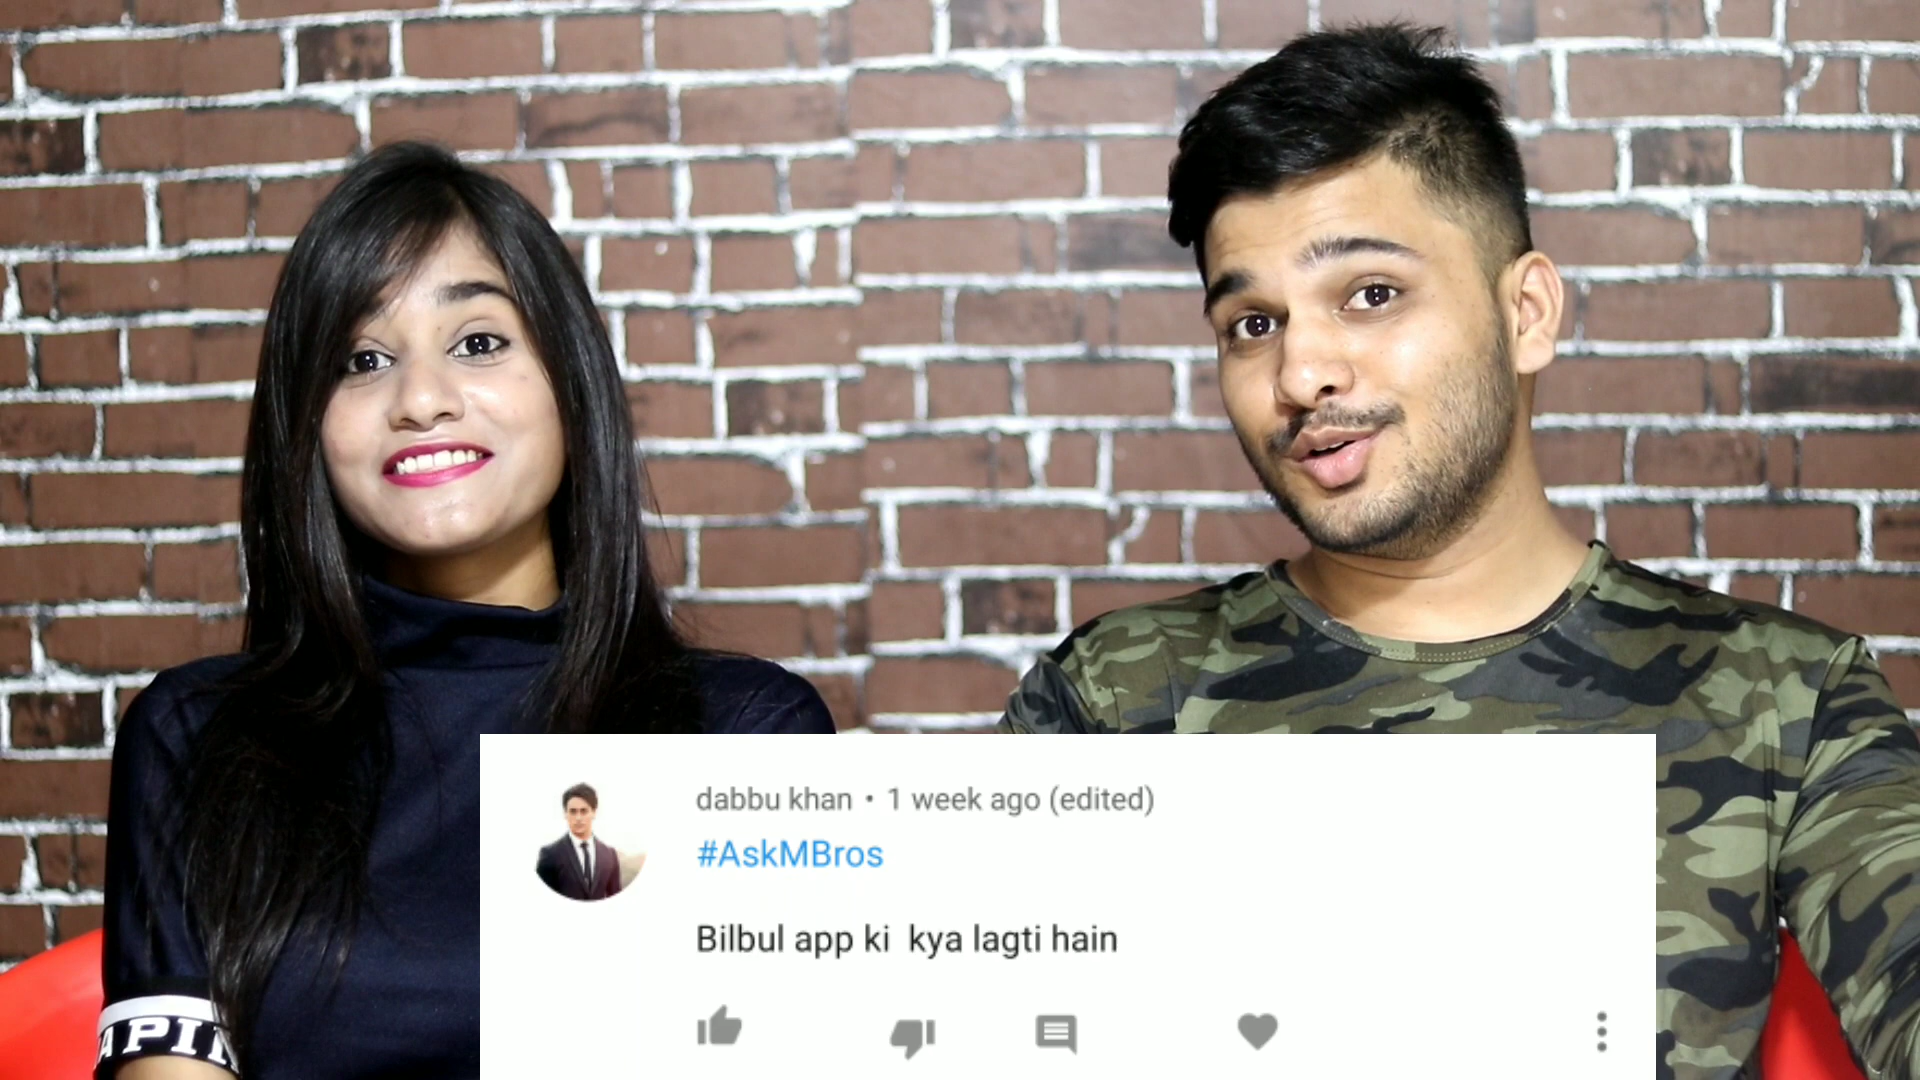 dabbu khan • 1 week ago (edited)
#AskMBros
Bilbul app ki kya lagti hain